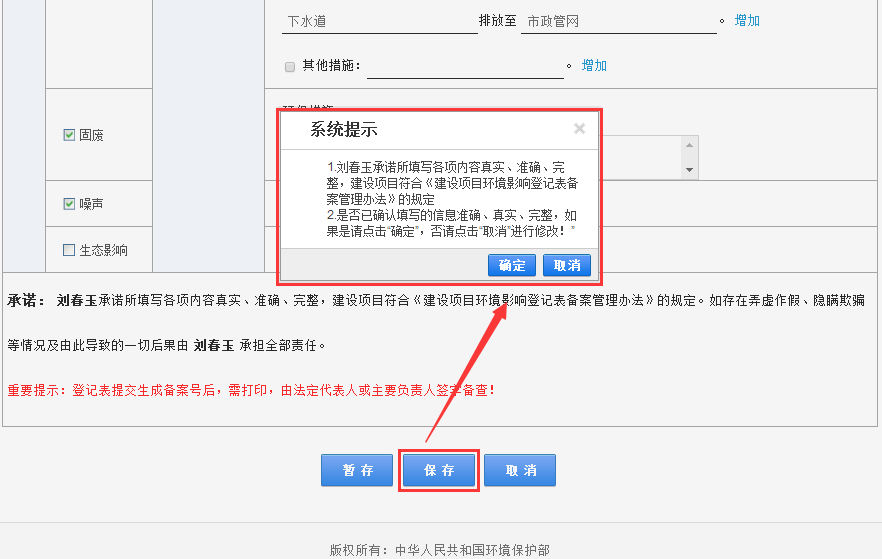 下水道 排放至 市政管网 。 增加
其他措施： 。 增加
环保措施
固废
系统提示 ×
1.刘春玉承诺所填写各项内容真实、准确、完
整，建设项目符合《建设项目环境影响登记表备
案管理办法》的规定
2.是否已确认填写的信息准确、真实、完整，如
果是请点击“确定”，否请点击“取消”进行修改！”
确定 取消
噪声
生态影响
承诺： 刘春玉承诺所填写各项内容真实、准确、完整，建设项目符合《建设项目环境影响登记表备案管理办法》的规定。如存在弄虚作假、隐瞒欺骗
等情况及由此导致的一切后果由 刘春玉 承担全部责任。
重要提示：登记表提交生成备案号后，需打印，由法定代表人或主要负责人签字备查！
暂存 保存 取消
版权所有：中华人民共和国环境保护部